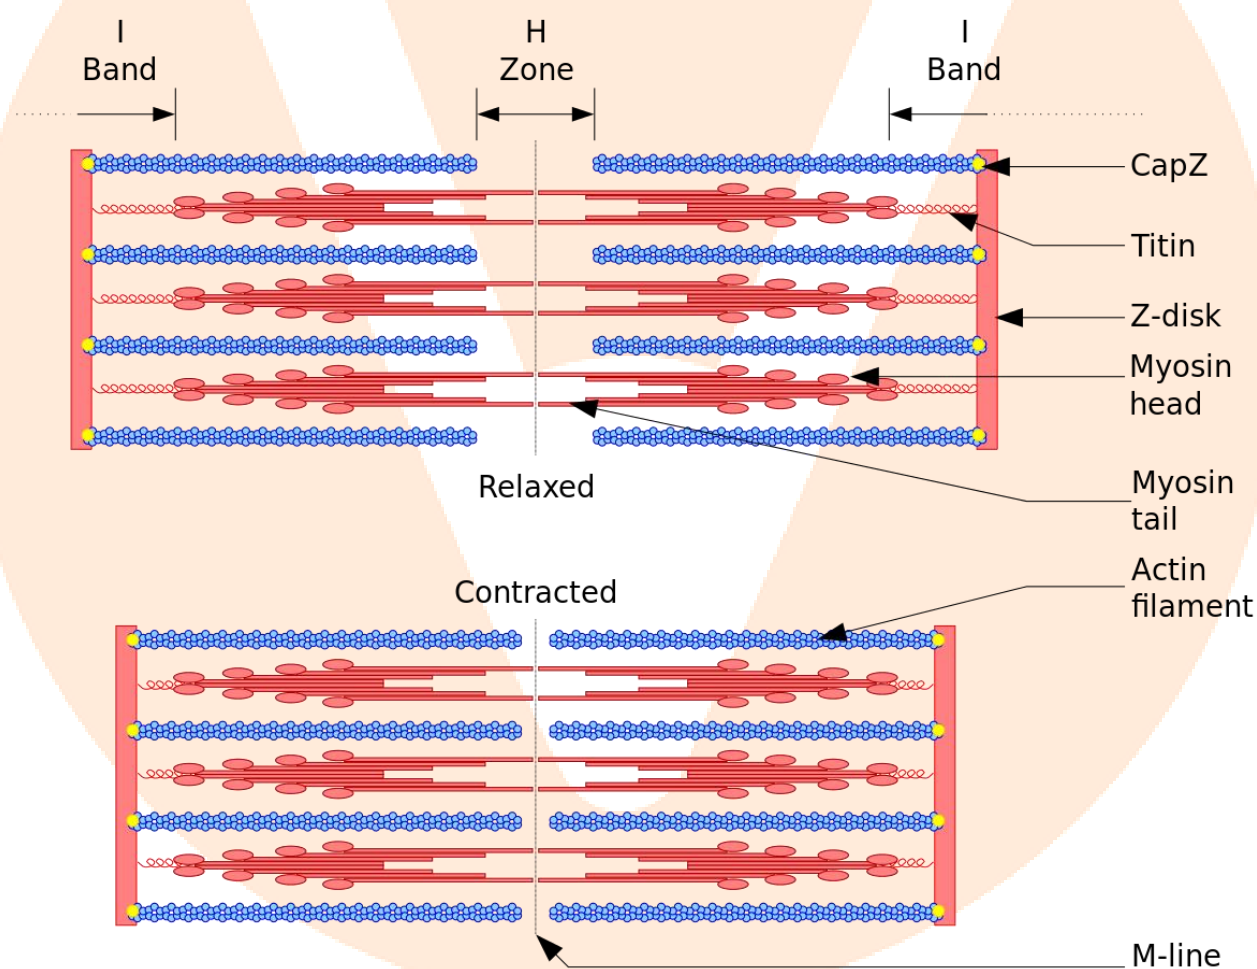 I
Band
H
Zone
I
Band
CapZ
Titin
Z-disk
Myosin
head
Relaxed
Myosin
tail
Actin
filament
Contracted
M-line